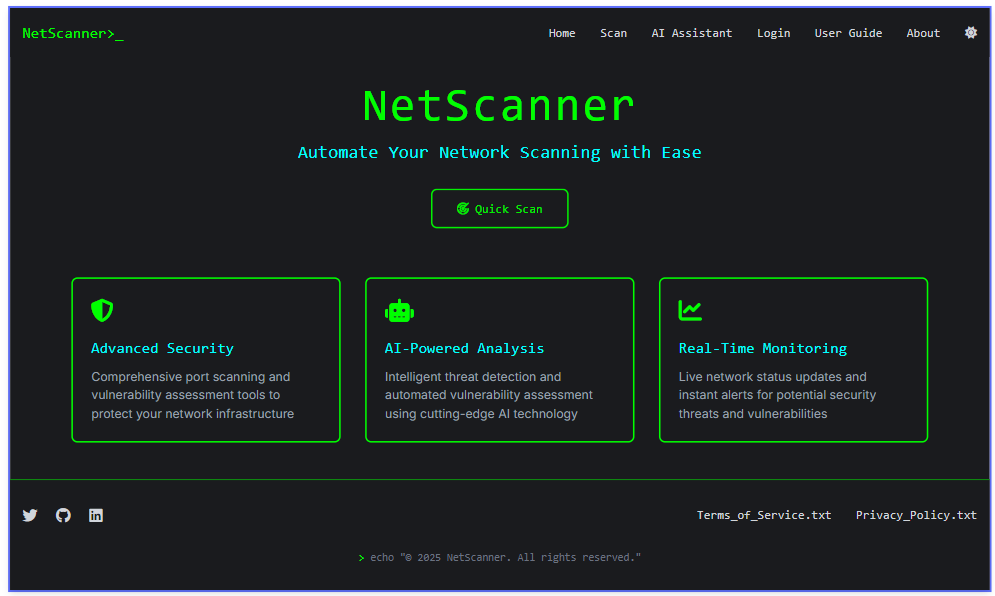 NetScanner>_
Home Scan AI Assistant Login User Guide About
NetScanner
Automate Your Network Scanning with Ease
Quick Scan
Advanced Security
Comprehensive port scanning and
vulnerability assessment tools to
protect your network infrastructure
AI-Powered Analysis
Intelligent threat detection and
automated vulnerability assessment
using cutting-edge AI technology
Real-Time Monitoring
Live network status updates and
instant alerts for potential security
threats and vulnerabilities
Terms_of_Service.txt Privacy_Policy.txt
> echo "© 2025 NetScanner. All rights reserved."